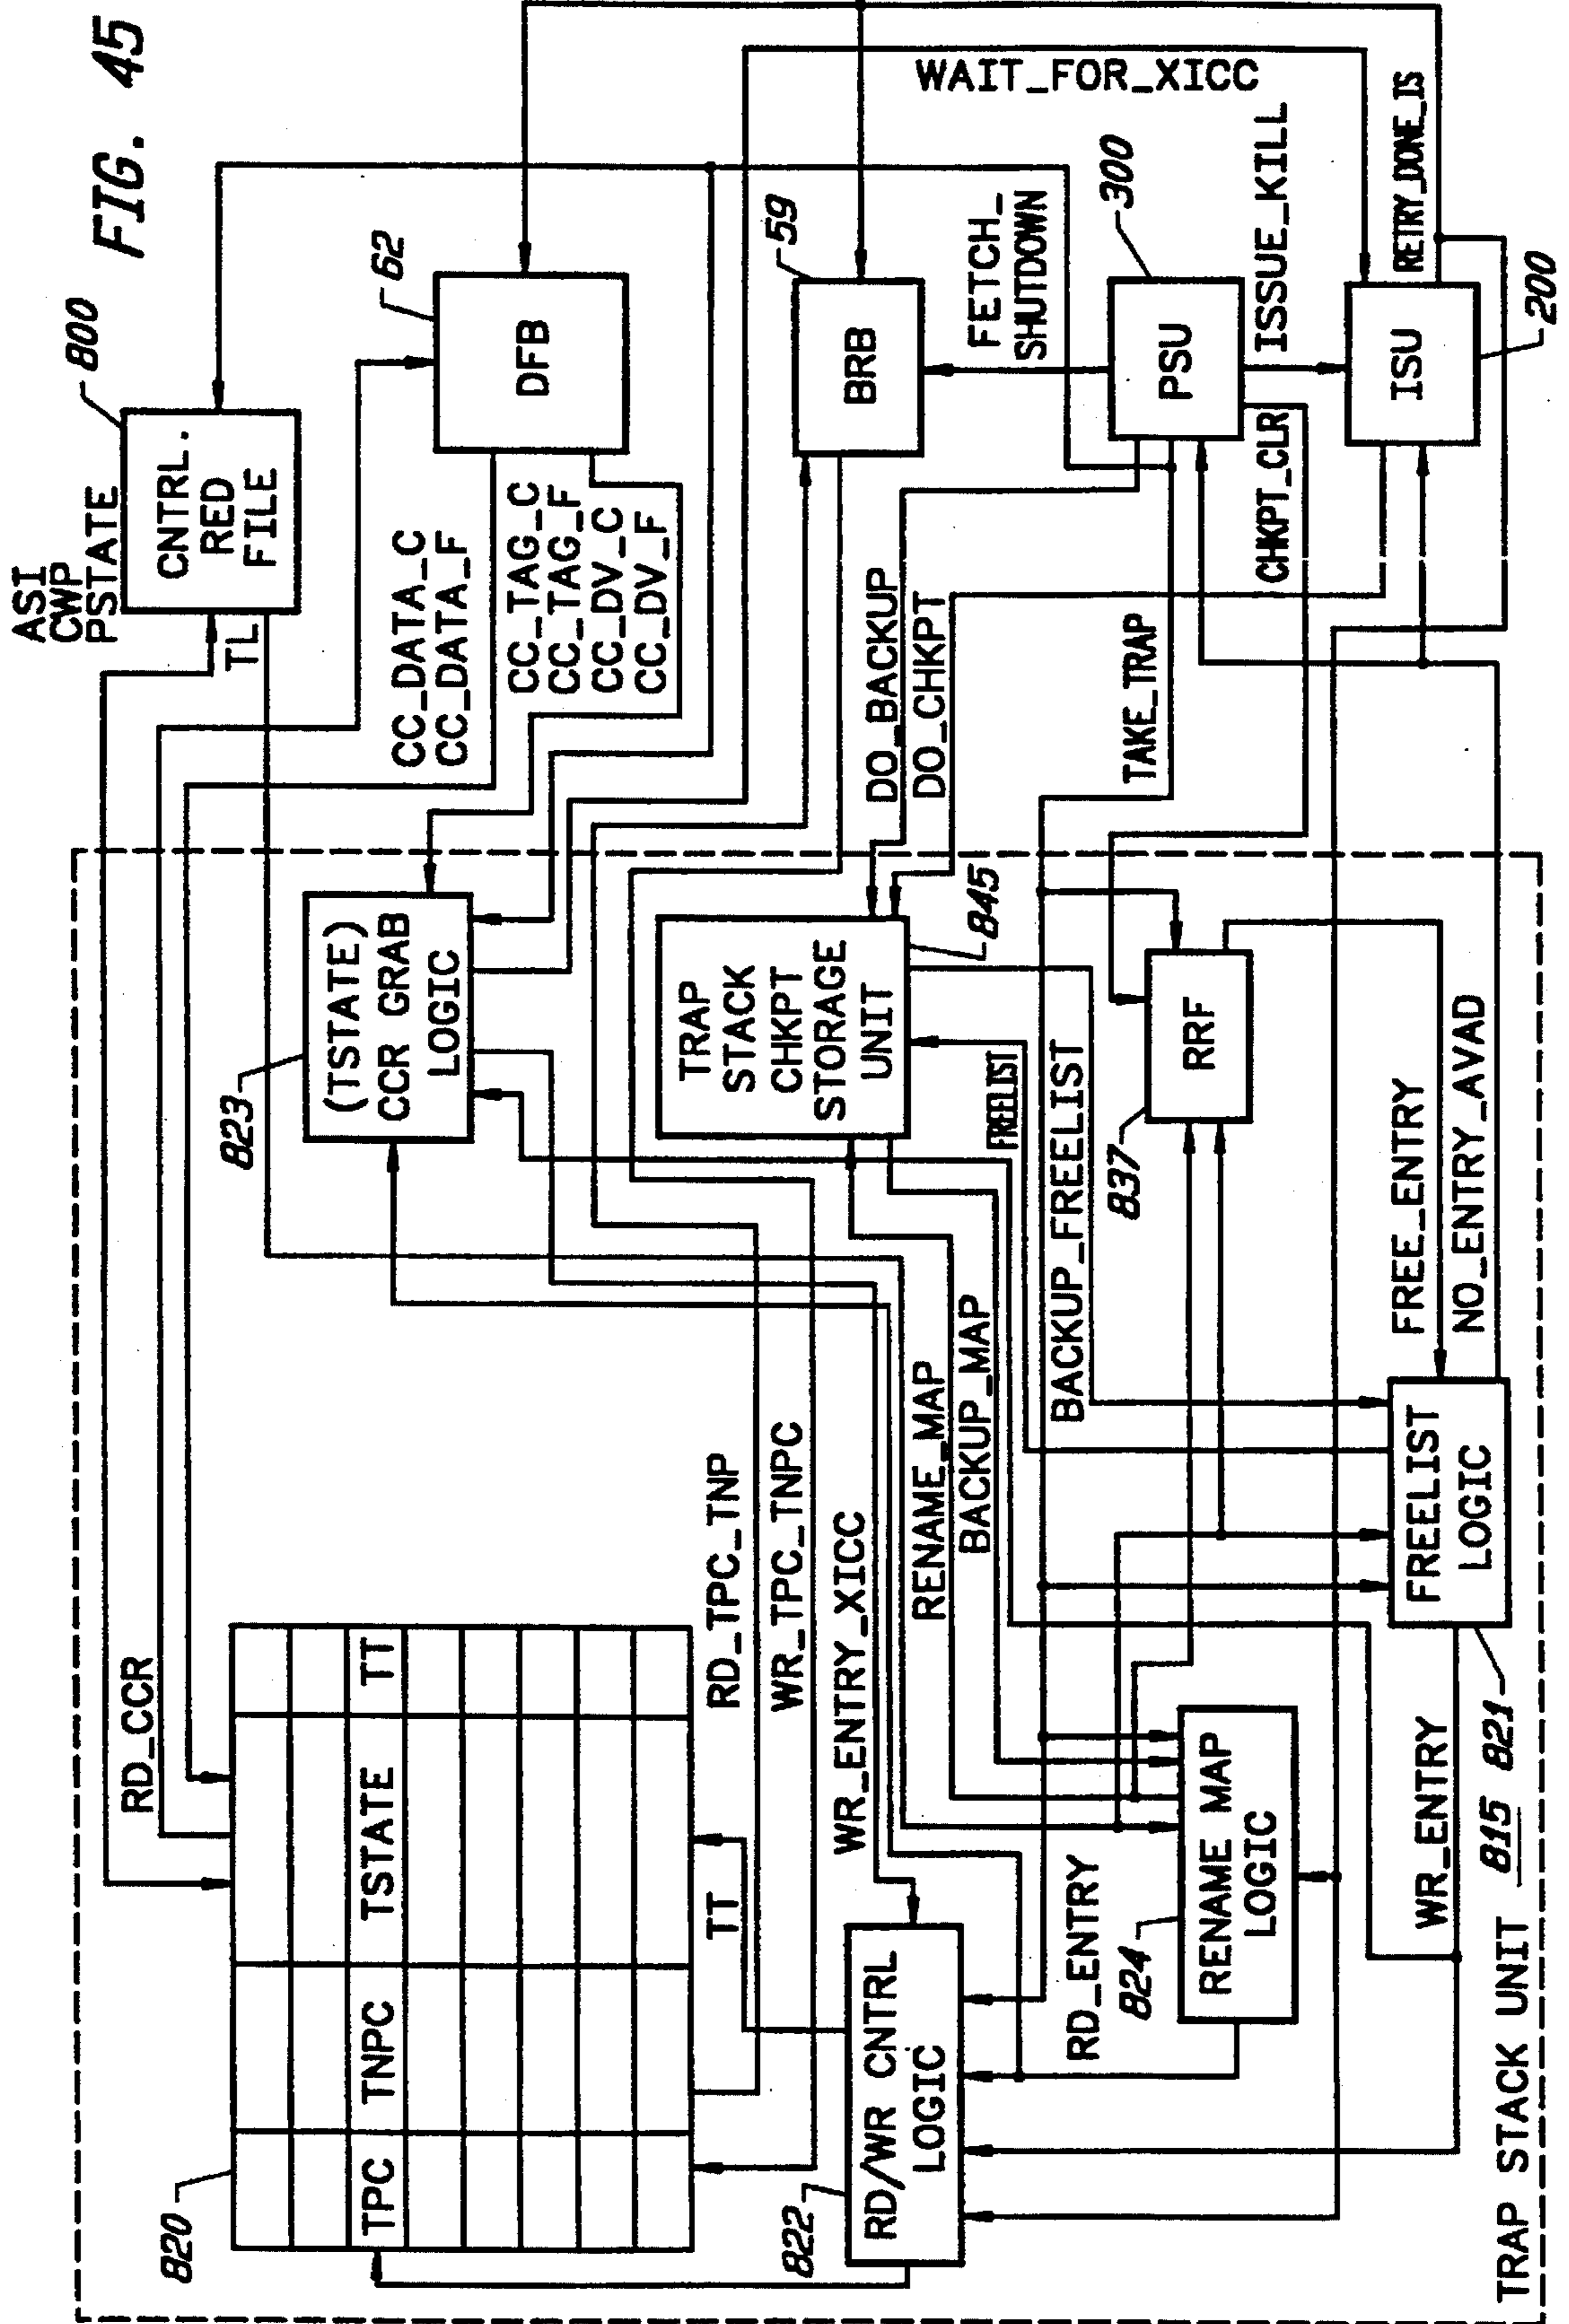 FIG. 45
820
TPC
TNPC
TSTATE
TT
RD_CCR
ASI
CWP
PSTATE
TL
800
CNTRL.
RED
FILE
62
DFB
CC_DATA_C
CC_DATA_F
CC_TAG_C
CC_TAG_F
CC_DV_C
CC_DV_F
823
(TSTATE)
CCR GRAB
LOGIC
WAIT_FOR_XICC
59
BRB
FETCH_
SHUTDOWN
TT
RD_TPC_TNP
WR_TPC_TNPC
WR_ENTRY_XICC
TRAP
STACK
CHKPT
STORAGE
UNIT
845
DO_BACKUP
DO_CHKPT
300
PSU
ISSUE_KILL
822
RD/WR CNTRL
LOGIC
RENAME_MAP
BACKUP_MAP
FREELIST
BACKUP_FREELIST
TAKE_TRAP
CHKPT_CLR
RD_ENTRY
824
RENAME MAP
LOGIC
837
RRF
ISU
200
RETRY_DONE_IS
FREE_ENTRY
NO_ENTRY_AVAD
FREELIST
LOGIC
821
WR_ENTRY
TRAP STACK UNIT 815